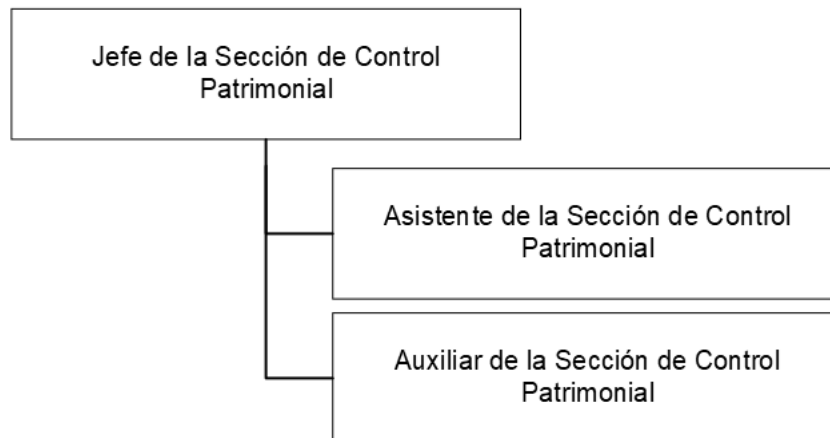 Jefe de la Sección de Control
Patrimonial
Asistente de la Sección de Control
Patrimonial
Auxiliar de la Sección de Control
Patrimonial